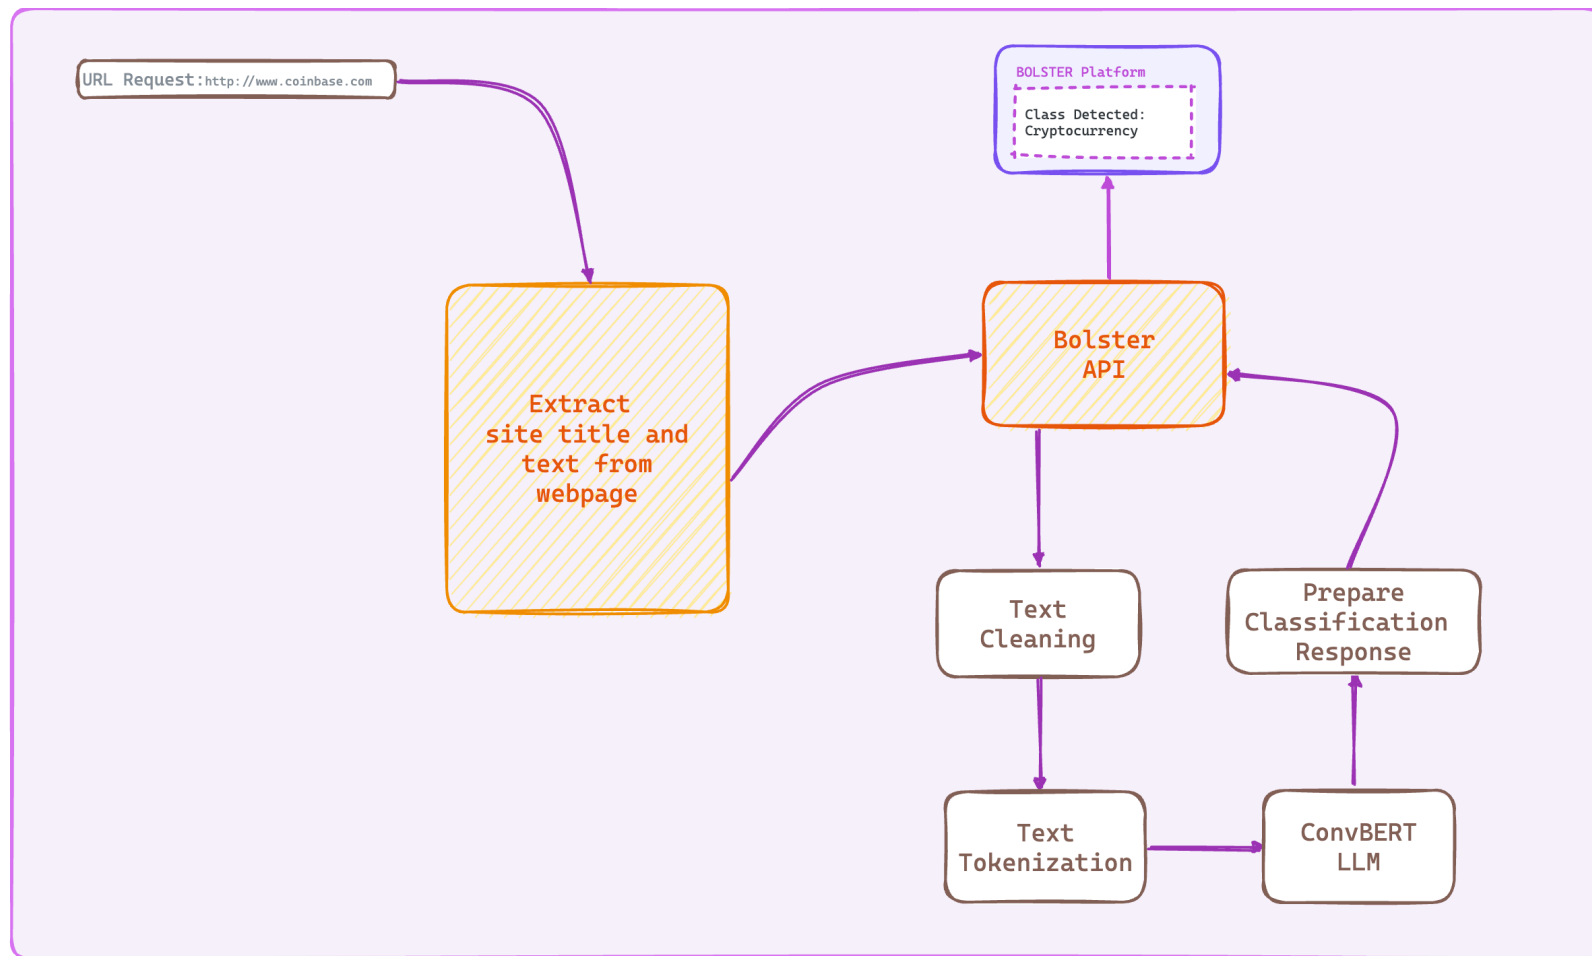 URL Request:http://www.coinbase.com
BOLSTER Platform
Class Detected:
Cryptocurrency
Extract
site title and
text from
webpage
Bolster
API
Text
Cleaning
Prepare
Classification
Response
Text
Tokenization
ConvBERT
LLM